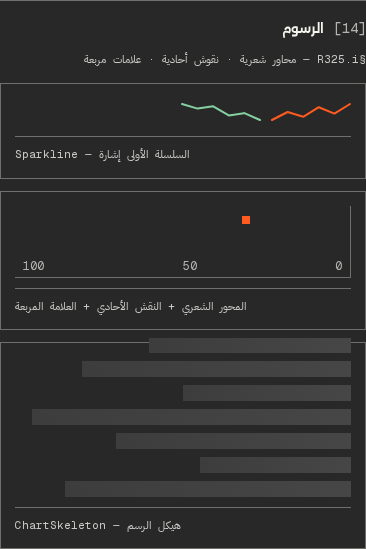 [14] الرسوم
§R325.i — محاور شعرية · نقوش أحادية · علامات مربعة
Sparkline — السلسلة الأولى إشارة
100 50 0
المحور الشعري + النقش الأحادي + العلامة المربعة
ChartSkeleton — هيكل الرسم